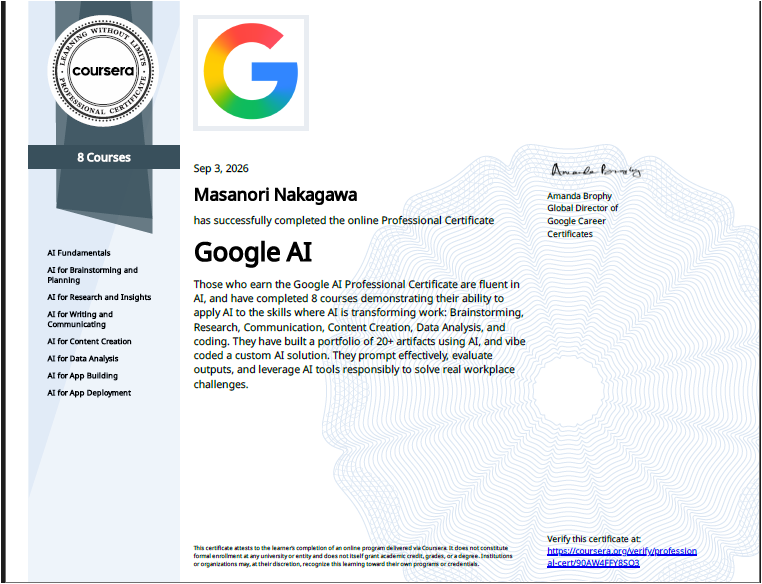 LEARNING WITHOUT LIMITS
coursera
PROFESSIONAL CERTIFICATE
8 Courses
AI Fundamentals
AI for Brainstorming and
Planning
AI for Research and Insights
AI for Writing and
Communicating
AI for Content Creation
AI for Data Analysis
AI for App Building
AI for App Deployment
Sep 3, 2026
Masanori Nakagawa
has successfully completed the online Professional Certificate
Google AI
Those who earn the Google AI Professional Certificate are fluent in
AI, and have completed 8 courses demonstrating their ability to
apply AI to the skills where AI is transforming work: Brainstorming,
Research, Communication, Content Creation, Data Analysis, and
coding. They have built a portfolio of 20+ artifacts using AI, and vibe
coded a custom AI solution. They prompt effectively, evaluate
outputs, and leverage AI tools responsibly to solve real workplace
challenges.
Amanda Brophy
Amanda Brophy
Global Director of
Google Career
Certificates
This certificate attests to the learner's completion of an online program delivered via Coursera. It does not constitute
formal enrollment at any university or entity and does not itself grant academic credit, grades, or a degree. Institutions
or organizations may, at their discretion, recognize this learning toward their own programs or credentials.
Verify this certificate at:
https://coursera.org/verify/profession
al-cert/90AW4FFY8SO3